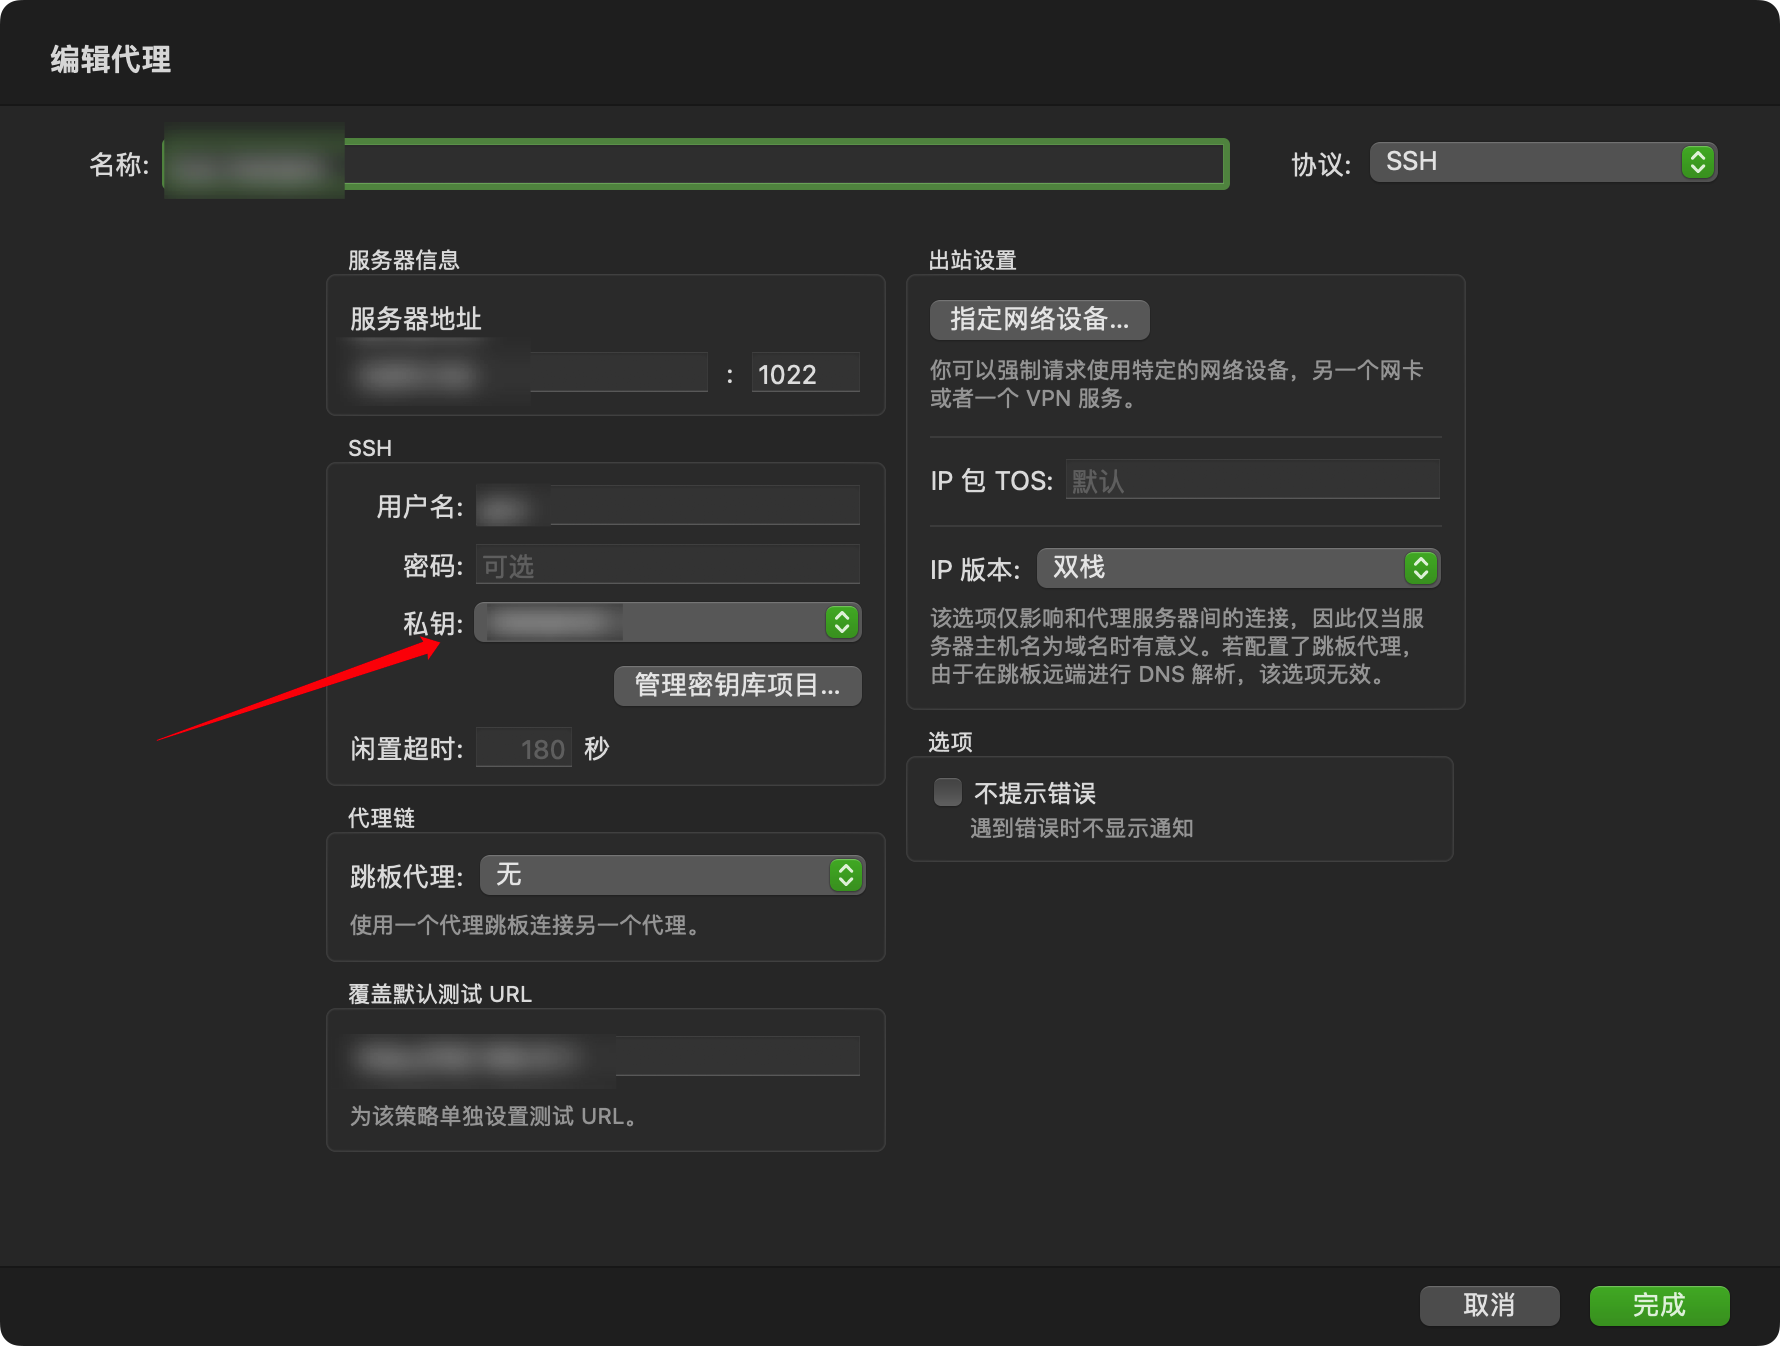 编辑代理
名称:
协议: SSH
服务器信息
服务器地址
: 1022
SSH
用户名:
密码: 可选
私钥:
管理密钥库项目...
闲置超时: 180 秒
代理链
跳板代理: 无
使用一个代理跳板连接另一个代理。
覆盖默认测试 URL
为该策略单独设置测试 URL。
出站设置
指定网络设备...
你可以强制请求使用特定的网络设备，另一个网卡
或者一个 VPN 服务。
IP 包 TOS: 默认
IP 版本: 双栈
该选项仅影响和代理服务器间的连接，因此仅当服
务器主机名为域名时有意义。若配置了跳板代理，
由于在跳板远端进行 DNS 解析，该选项无效。
选项
不提示错误
遇到错误时不显示通知
取消
完成